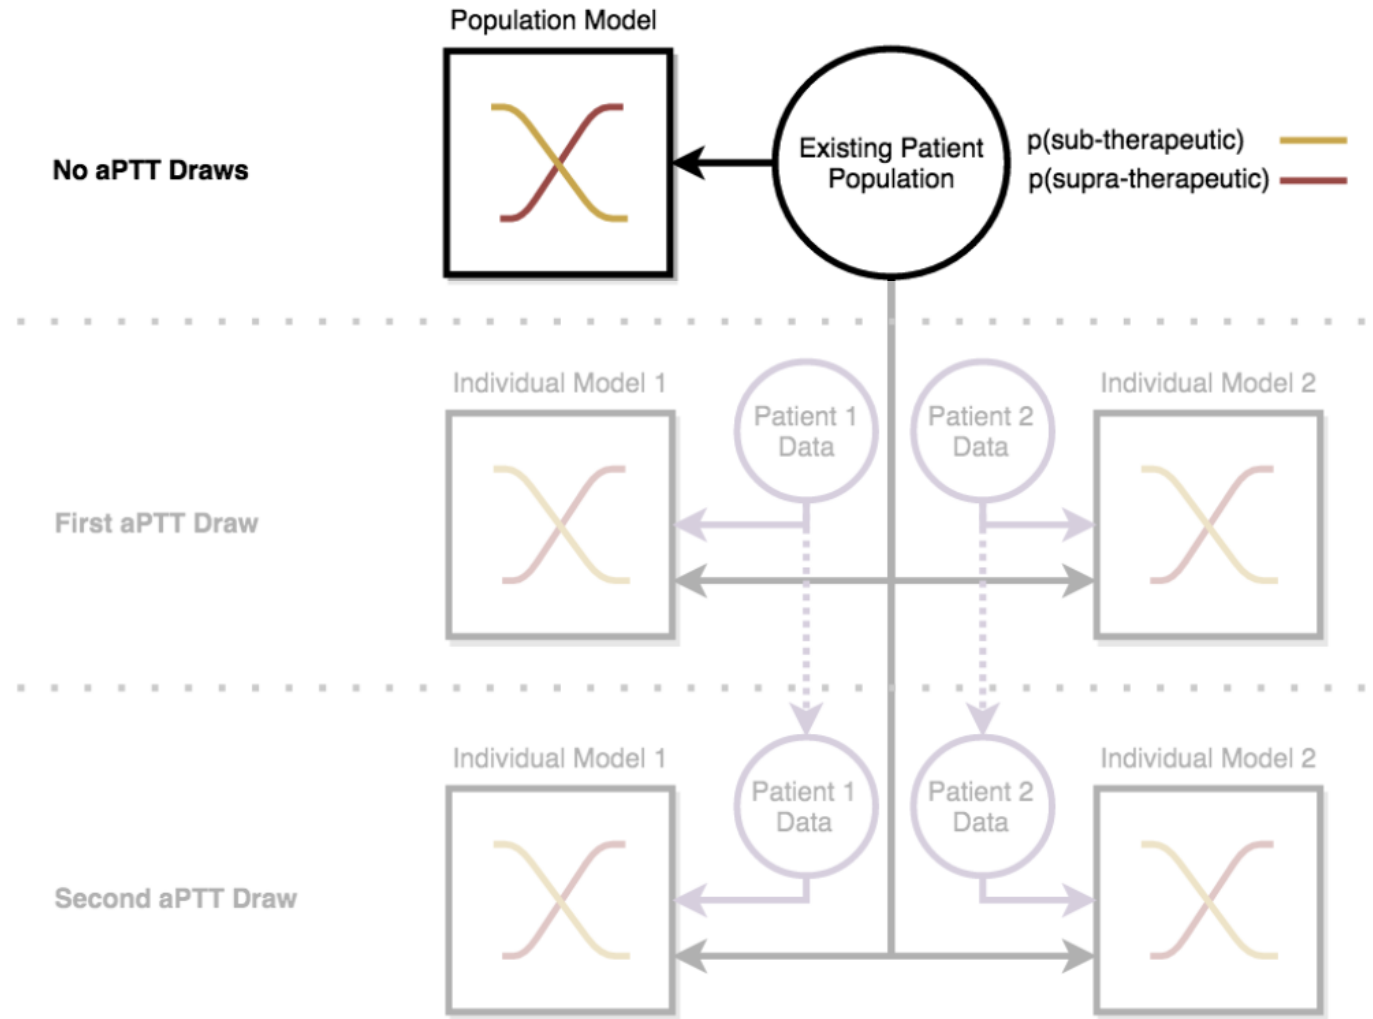 Population Model
No aPTT Draws
Existing Patient
Population
p(sub-therapeutic)
p(supra-therapeutic)
Individual Model 1
Patient 1
Data
Patient 2
Data
Individual Model 2
First aPTT Draw
Individual Model 1
Patient 1
Data
Patient 2
Data
Individual Model 2
Second aPTT Draw